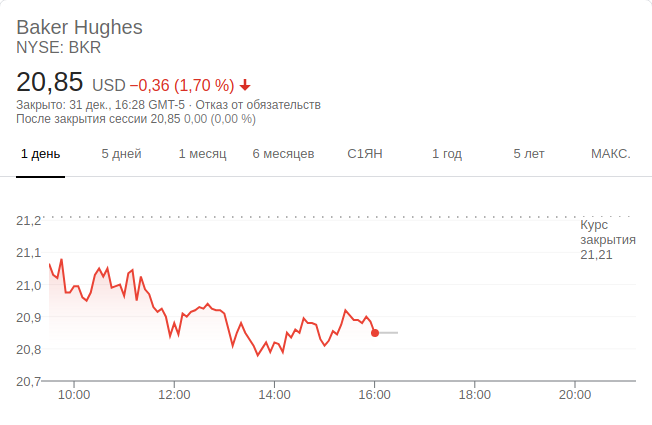 Baker Hughes
NYSE: BKR
20,85 USD −0,36 (1,70 %)
Закрыто: 31 дек., 16:28 GMT-5 · Отказ от обязательств
После закрытия сессии 20,85 0,00 (0,00 %)
1 день 5 дней 1 месяц 6 месяцев С1ЯН 1 год 5 лет МАКС.
21,2
Курс
закрытия
21,21
21,1
21,0
20,9
20,8
20,7
10:00 12:00 14:00 16:00 18:00 20:00